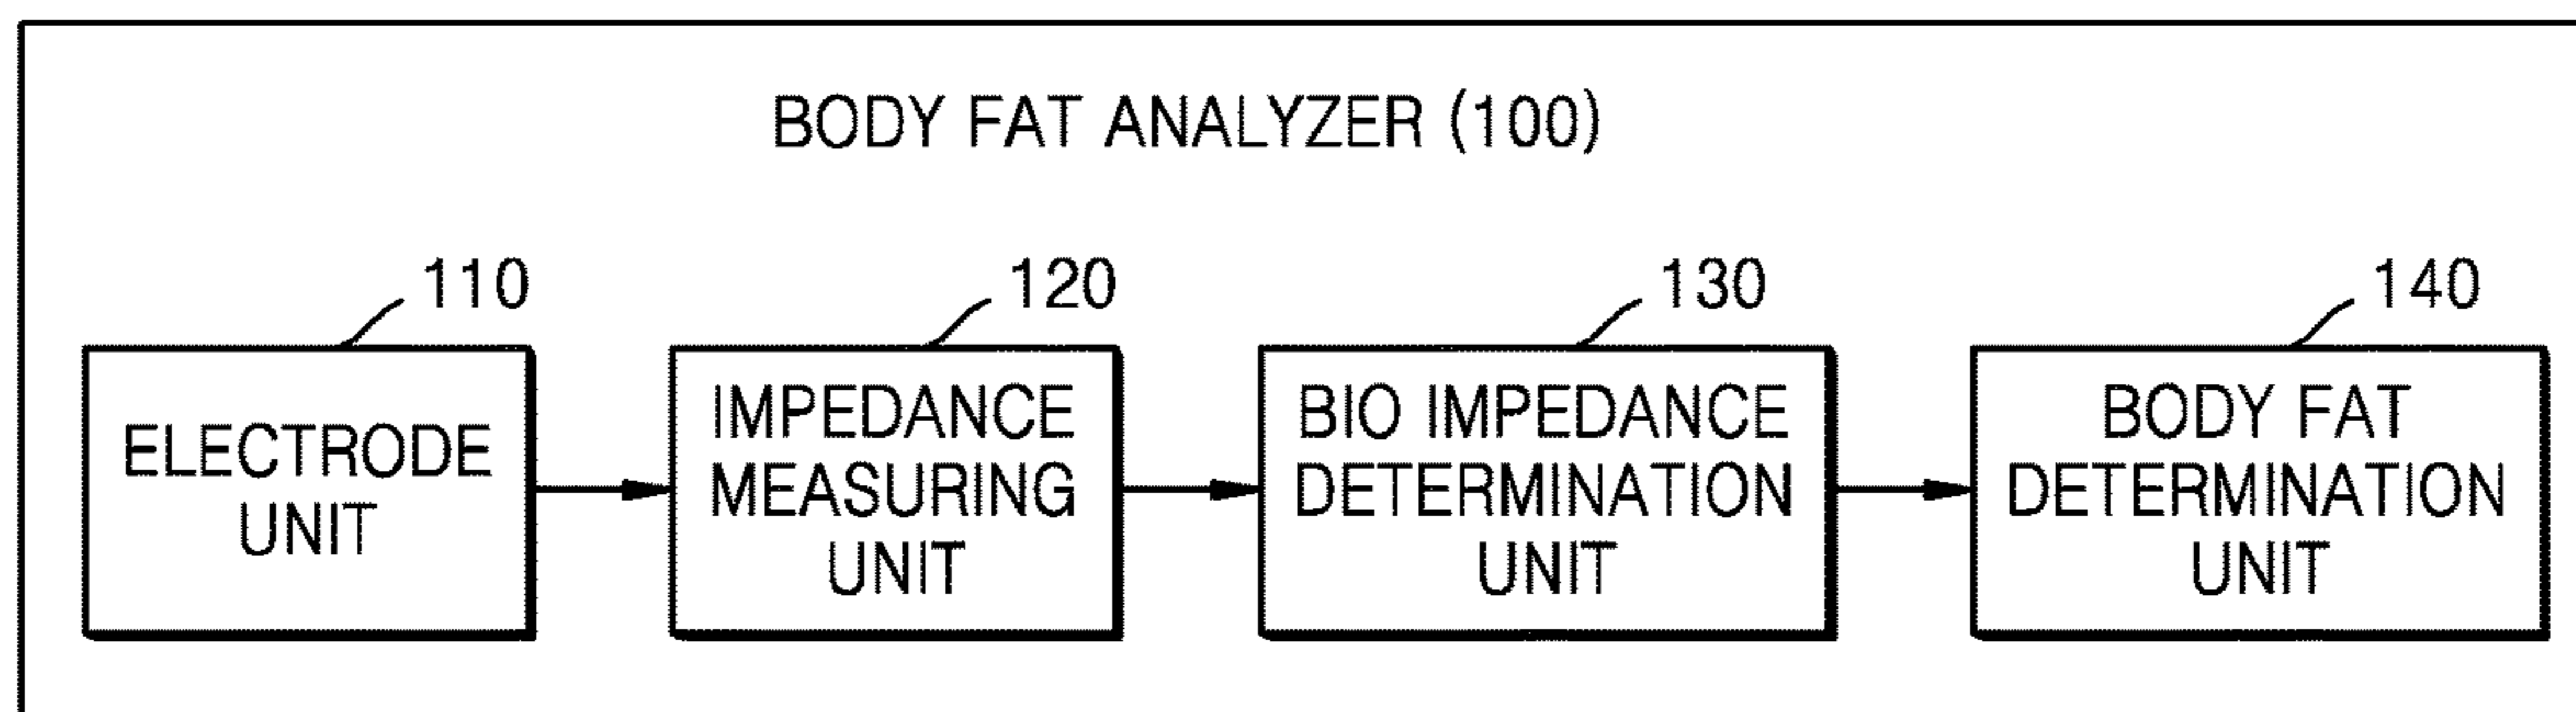 BODY FAT ANALYZER (100)
110
120
130
140
ELECTRODE
UNIT
IMPEDANCE
MEASURING
UNIT
BIO IMPEDANCE
DETERMINATION
UNIT
BODY FAT
DETERMINATION
UNIT